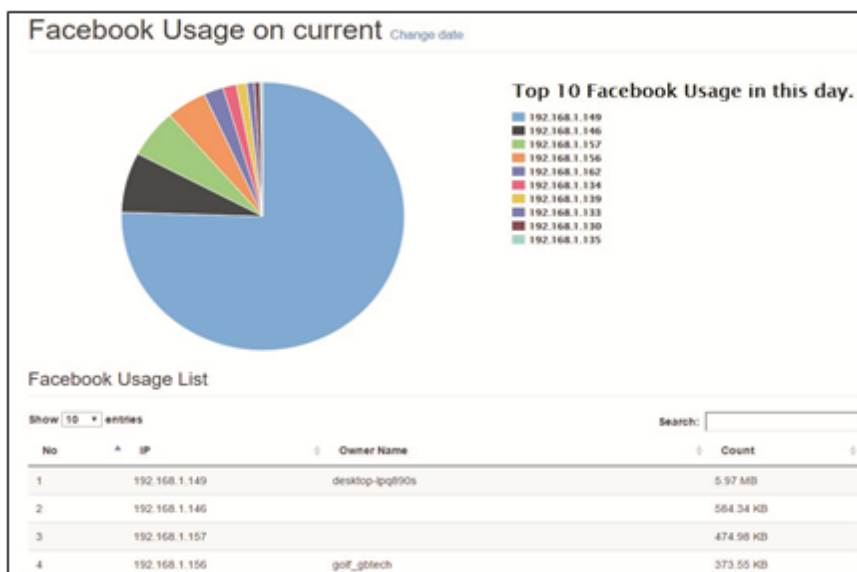 Facebook Usage on current Change date
Top 10 Facebook Usage in this day.
192.168.1.149
192.168.1.146
192.168.1.157
192.168.1.156
192.168.1.162
192.168.1.134
192.168.1.139
192.168.1.133
192.168.1.130
192.168.1.135
Facebook Usage List
Show 10 entries Search:
No IP Owner Name Count
1 192.168.1.149 desktop-lpq890s 5.97 MB
2 192.168.1.146 584.34 KB
3 192.168.1.157 474.98 KB
4 192.168.1.156 golf_gbtech 373.55 KB